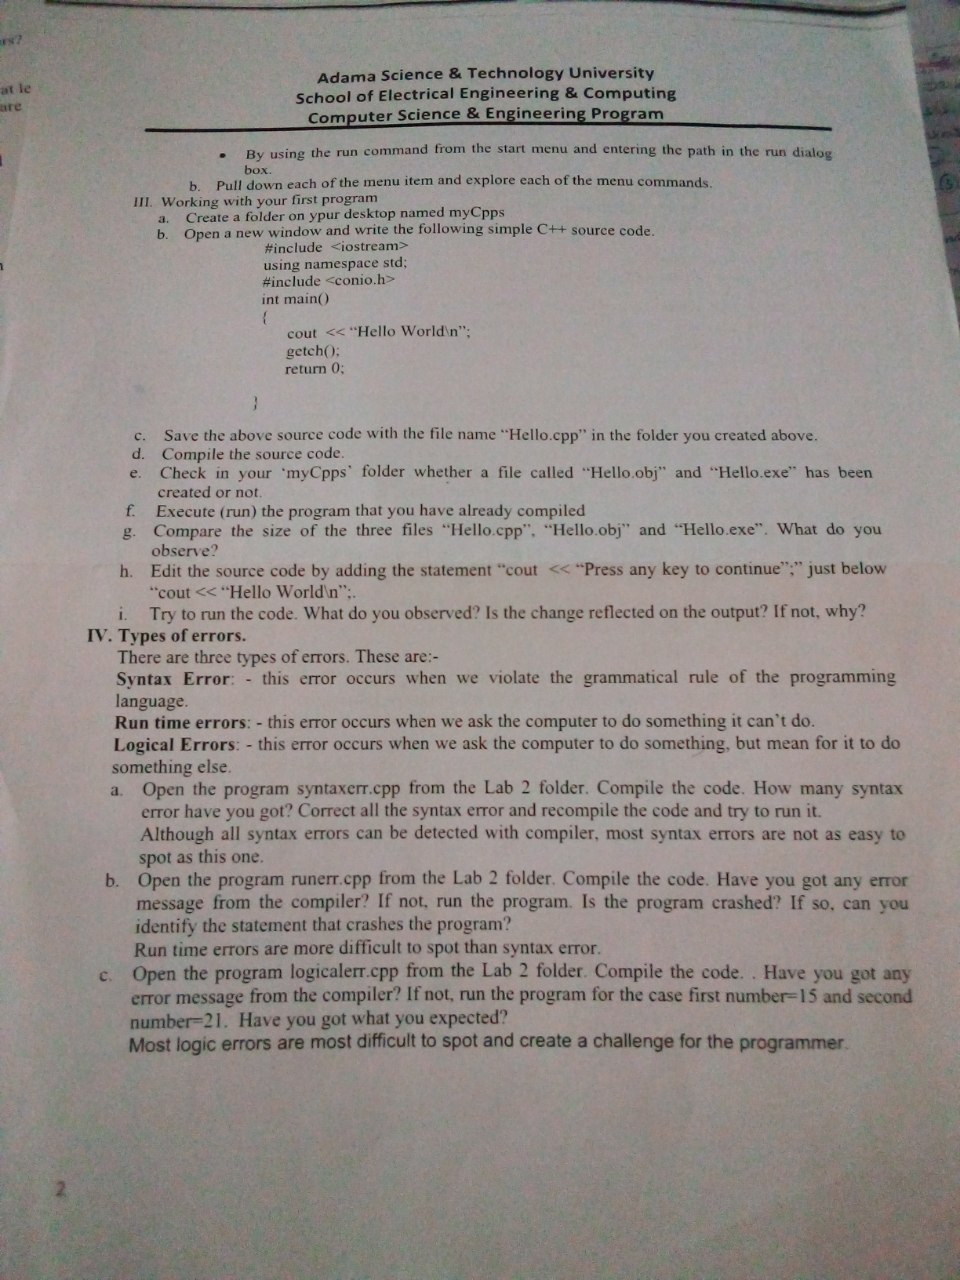 at le
are
Adama Science & Technology University
School of Electrical Engineering & Computing
Computer Science & Engineering Program
• By using the run command from the start menu and entering the path in the run dialog
box.
b. Pull down each of the menu item and explore each of the menu commands.
III. Working with your first program
a. Create a folder on ypur desktop named myCpps
b. Open a new window and write the following simple C++ source code.
#include <iostream>
using namespace std;
#include <conio.h>
int main()
{
cout << “Hello World\n”;
getch();
return 0;
}
c. Save the above source code with the file name “Hello.cpp” in the folder you created above.
d. Compile the source code.
e. Check in your ‘myCpps’ folder whether a file called “Hello.obj” and “Hello.exe” has been
created or not.
f. Execute (run) the program that you have already compiled
g. Compare the size of the three files “Hello.cpp”, “Hello.obj” and “Hello.exe”. What do you
observe?
h. Edit the source code by adding the statement “cout << “Press any key to continue”;” just below
“cout << “Hello World\n”;.
i. Try to run the code. What do you observed? Is the change reflected on the output? If not, why?
IV. Types of errors.
There are three types of errors. These are:-
Syntax Error: - this error occurs when we violate the grammatical rule of the programming
language.
Run time errors: - this error occurs when we ask the computer to do something it can’t do.
Logical Errors: - this error occurs when we ask the computer to do something, but mean for it to do
something else.
a. Open the program syntaxerr.cpp from the Lab 2 folder. Compile the code. How many syntax
error have you got? Correct all the syntax error and recompile the code and try to run it.
Although all syntax errors can be detected with compiler, most syntax errors are not as easy to
spot as this one.
b. Open the program runerr.cpp from the Lab 2 folder. Compile the code. Have you got any error
message from the compiler? If not, run the program. Is the program crashed? If so, can you
identify the statement that crashes the program?
Run time errors are more difficult to spot than syntax error.
c. Open the program logicalerr.cpp from the Lab 2 folder. Compile the code. . Have you got any
error message from the compiler? If not, run the program for the case first number=15 and second
number=21. Have you got what you expected?
Most logic errors are most difficult to spot and create a challenge for the programmer.
2